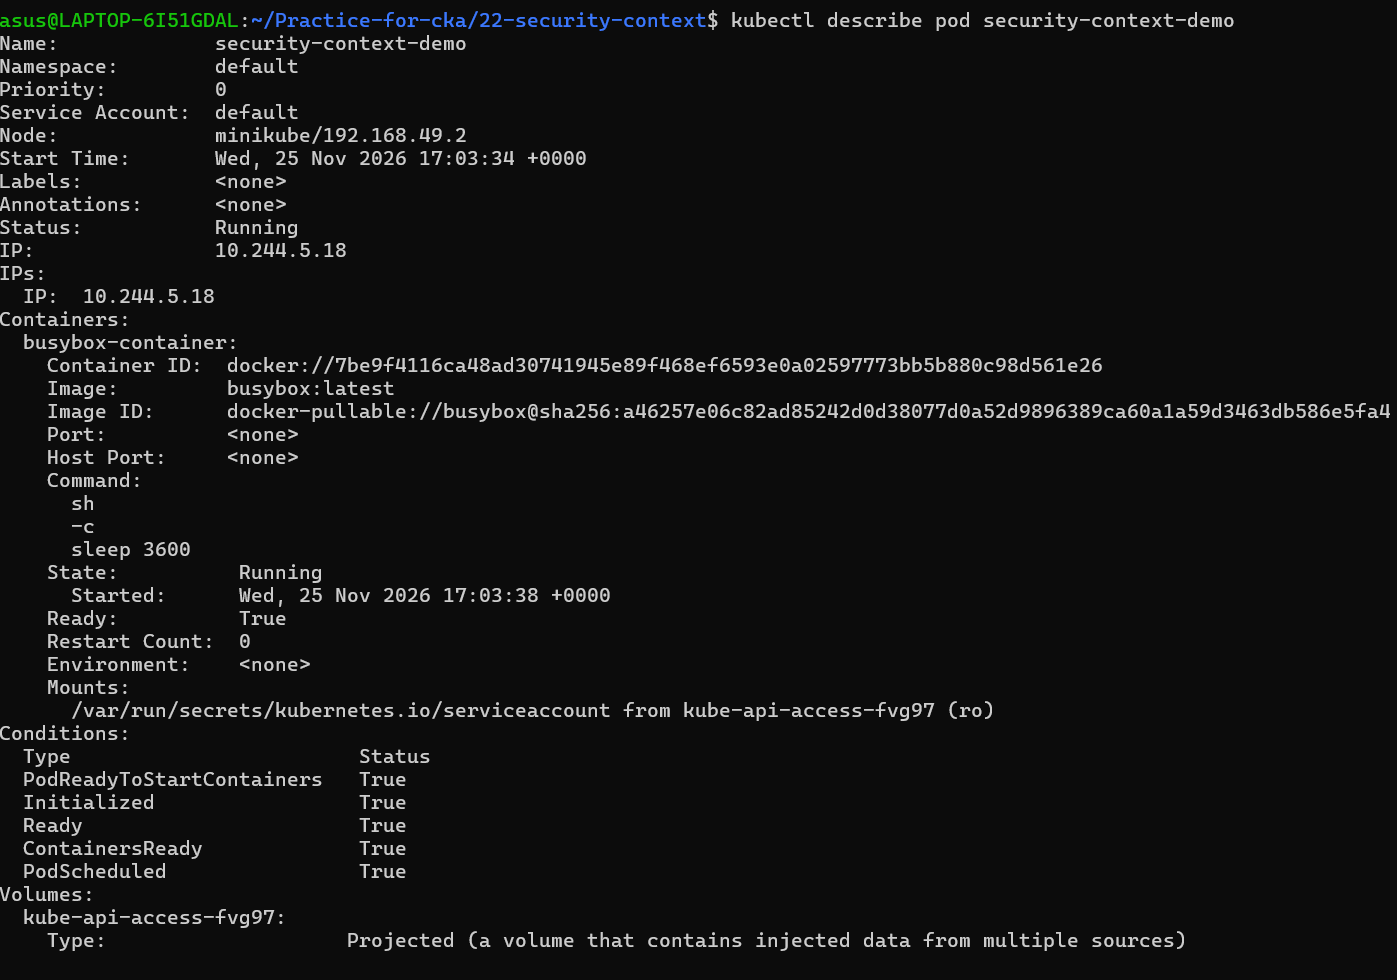 asus@LAPTOP-6I51GDAL:~/Practice-for-cka/22-security-context$ kubectl describe pod security-context-demo
Name:             security-context-demo
Namespace:        default
Priority:         0
Service Account:  default
Node:             minikube/192.168.49.2
Start Time:       Wed, 25 Nov 2026 17:03:34 +0000
Labels:           <none>
Annotations:      <none>
Status:           Running
IP:               10.244.5.18
IPs:
  IP:  10.244.5.18
Containers:
  busybox-container:
    Container ID:  docker://7be9f4116ca48ad30741945e89f468ef6593e0a02597773bb5b880c98d561e26
    Image:         busybox:latest
    Image ID:      docker-pullable://busybox@sha256:a46257e06c82ad85242d0d38077d0a52d9896389ca60a1a59d3463db586e5fa4
    Port:          <none>
    Host Port:     <none>
    Command:
      sh
      -c
      sleep 3600
    State:          Running
      Started:      Wed, 25 Nov 2026 17:03:38 +0000
    Ready:          True
    Restart Count:  0
    Environment:    <none>
    Mounts:
      /var/run/secrets/kubernetes.io/serviceaccount from kube-api-access-fvg97 (ro)
Conditions:
  Type                        Status
  PodReadyToStartContainers   True
  Initialized                 True
  Ready                       True
  ContainersReady             True
  PodScheduled                True
Volumes:
  kube-api-access-fvg97:
    Type:                    Projected (a volume that contains injected data from multiple sources)